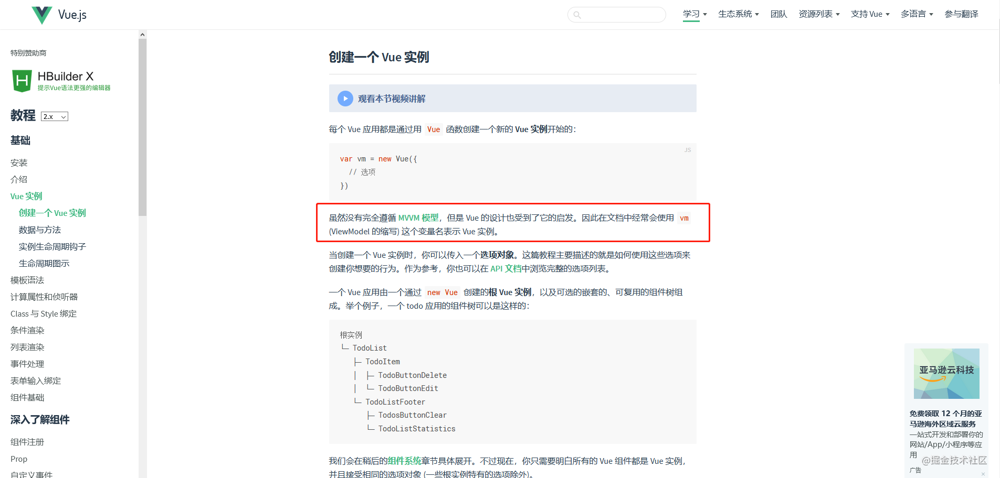 Vue.js
学习
生态系统
团队
资源列表
支持 Vue
多语言
参与翻译
特别赞助商
HBuilder X
提示Vue语法更强的编辑器
教程 2.x
基础
安装
介绍
Vue 实例
创建一个 Vue 实例
数据与方法
实例生命周期钩子
生命周期图示
模板语法
计算属性和侦听器
Class 与 Style 绑定
条件渲染
列表渲染
事件处理
表单输入绑定
组件基础
深入了解组件
组件注册
Prop
自定义事件
创建一个 Vue 实例
观看本节视频讲解
每个 Vue 应用都是通过用 Vue 函数创建一个新的 Vue 实例开始的：
JS
var vm = new Vue({
// 选项
})
虽然没有完全遵循 MVVM 模型，但是 Vue 的设计也受到了它的启发。因此在文档中经常会使用 vm
(ViewModel 的缩写) 这个变量名表示 Vue 实例。
当创建一个 Vue 实例时，你可以传入一个选项对象。这篇教程主要描述的就是如何使用这些选项来
创建你想要的行为。作为参考，你也可以在 API 文档中浏览完整的选项列表。
一个 Vue 应用由一个通过 new Vue 创建的根 Vue 实例，以及可选的嵌套的、可复用的组件树组
成。举个例子，一个 todo 应用的组件树可以是这样的：
根实例
└─ TodoList
   ├─ TodoItem
   │  ├─ TodoButtonDelete
   │  └─ TodoButtonEdit
   └─ TodoListFooter
      ├─ TodosButtonClear
      └─ TodoListStatistics
我们会在稍后的组件系统章节具体展开。不过现在，你只需要明白所有的 Vue 组件都是 Vue 实例，
并且接受相同的选项对象 (一些根实例特有的选项除外)。
亚马逊云科技
免费领取 12 个月的亚
马逊海外区域云服务
一站式开发和部署你的
网站/App/小程序等应
用
@掘金技术社区
广告